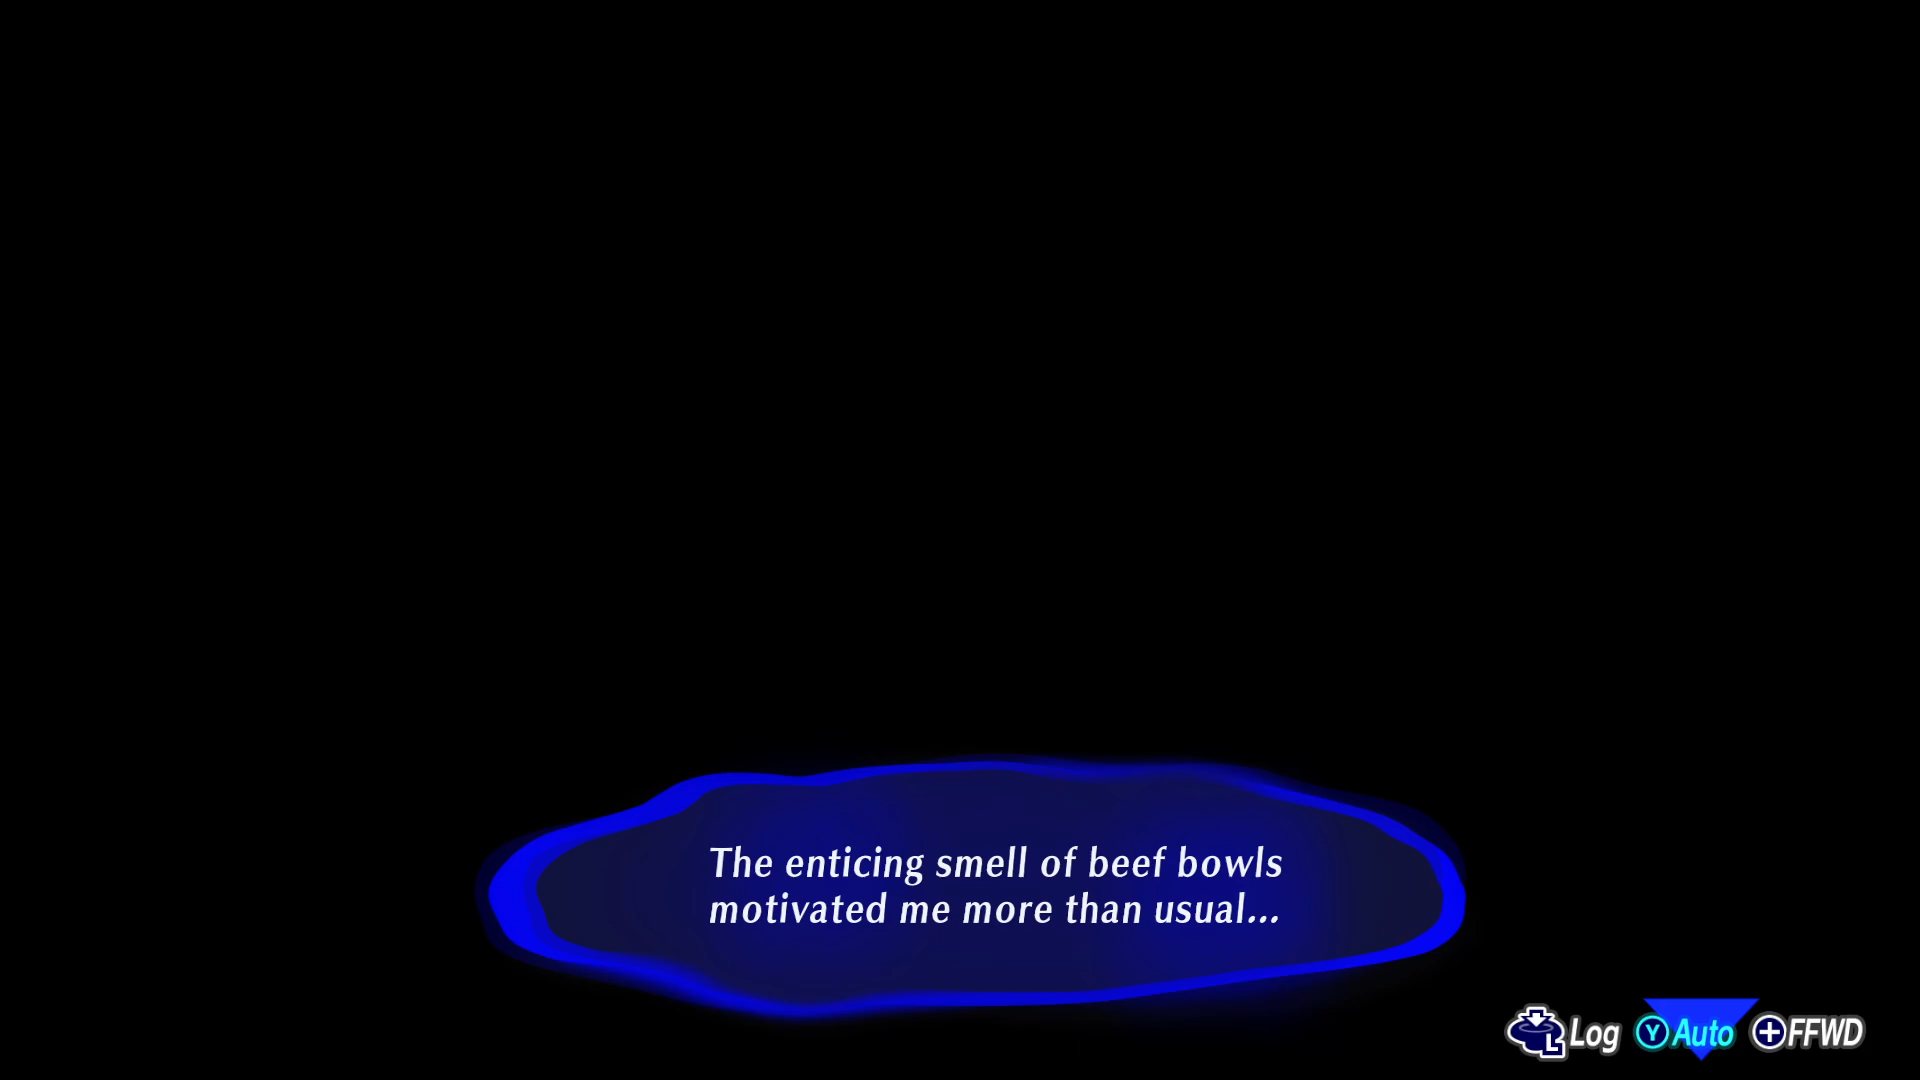 The enticing smell of beef bowls
motivated me more than usual...
L Log Y Auto + FFWD